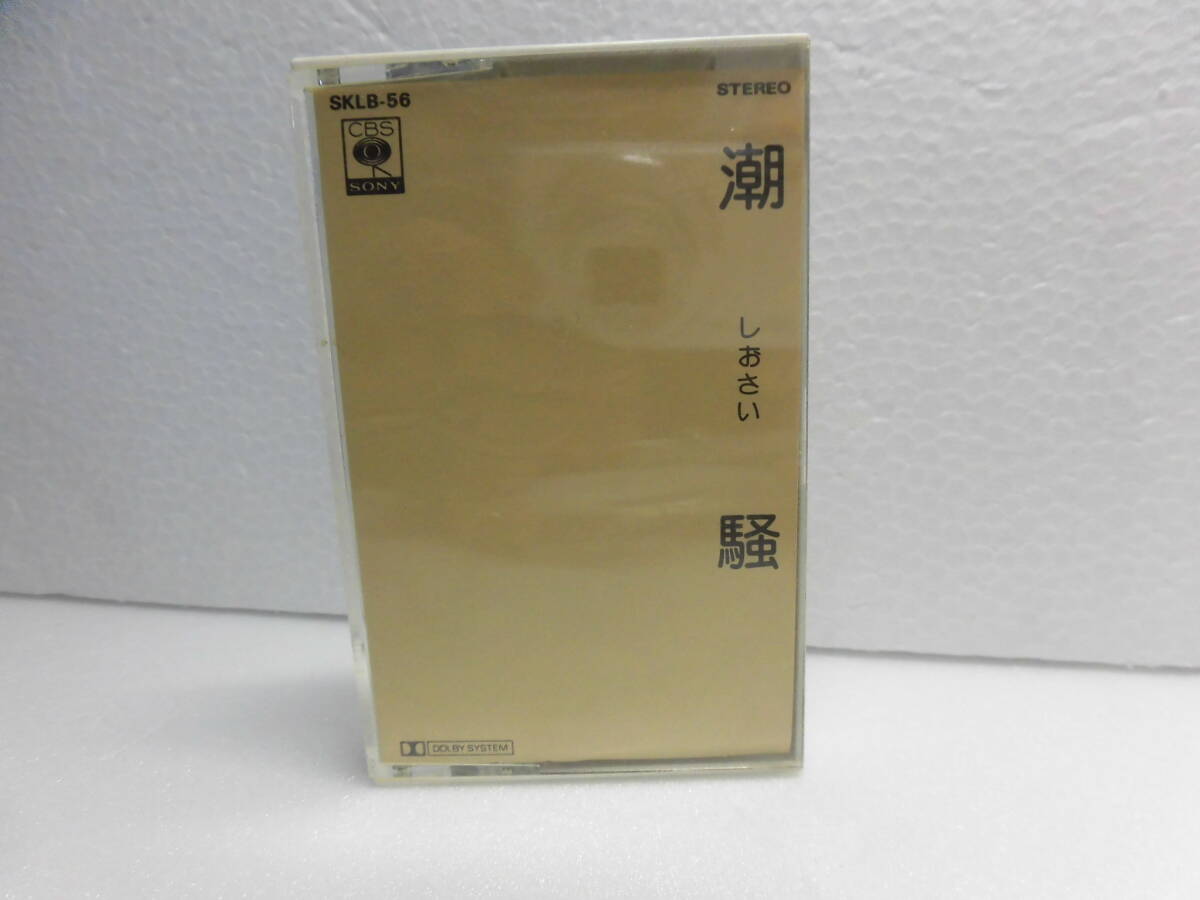 SKLB-56
STEREO
CBS
SONY
潮
しおさい
騒
DOLBY SYSTEM